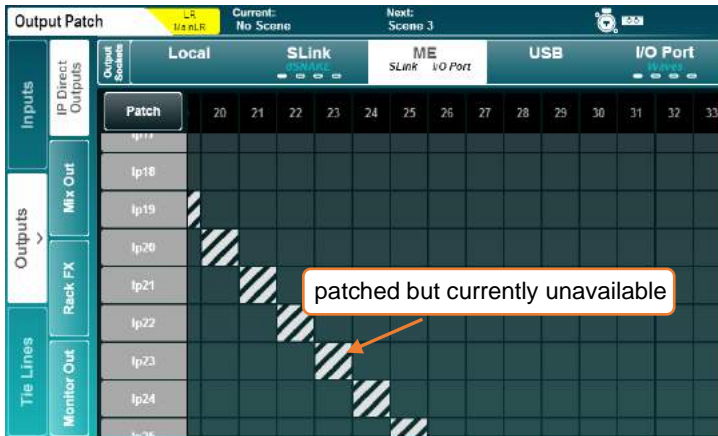 Output Patch
LR
MainLR
Current:
No Scene
Next:
Scene 3
Inputs
Outputs
Tie Lines
IP Direct
Outputs
Mix Out
Rack FX
Monitor Out
Output
Sockets
Local
SLink
dSNAKE
ME
SLink I/O Port
USB
I/O Port
Waves
Patch
20 21 22 23 24 25 26 27 28 29 30 31 32 33
Ip17
Ip18
Ip19
Ip20
Ip21
Ip22
Ip23
Ip24
patched but currently unavailable